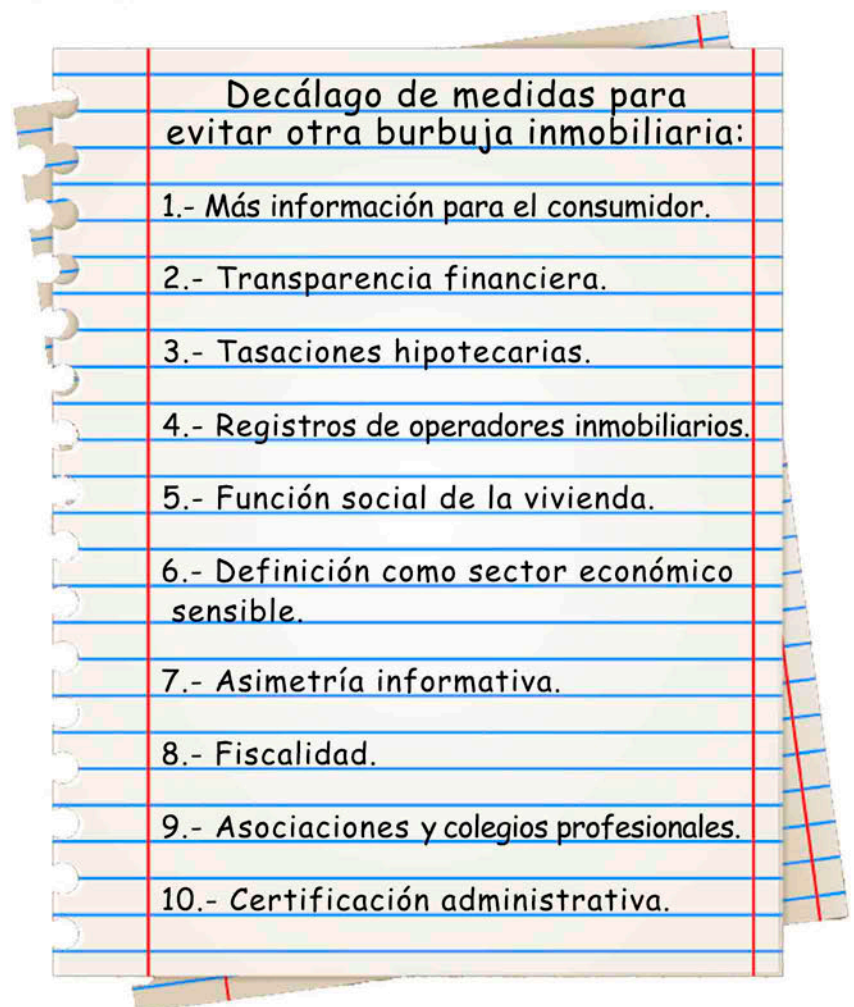 Decálago de medidas para
evitar otra burbuja inmobiliaria:
1.- Más información para el consumidor.
2.- Transparencia financiera.
3.- Tasaciones hipotecarias.
4.- Registros de operadores inmobiliarios.
5.- Función social de la vivienda.
6.- Definición como sector económico
sensible.
7.- Asimetría informativa.
8.- Fiscalidad.
9.- Asociaciones y colegios profesionales.
10.- Certificación administrativa.